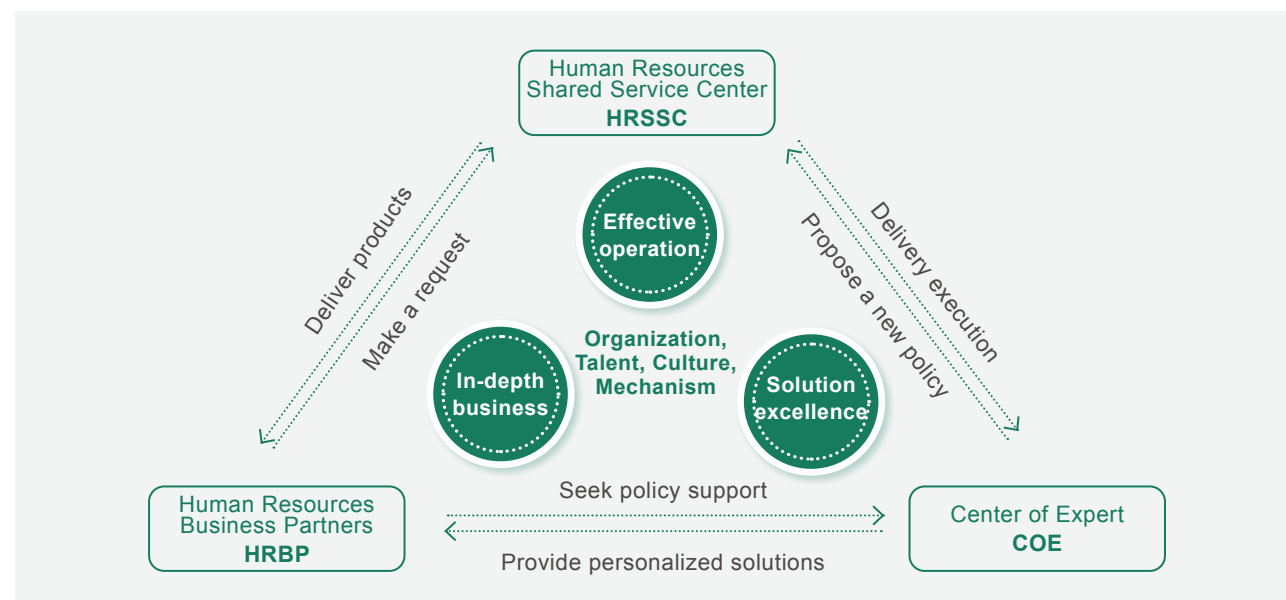 Human Resources
Shared Service Center
HRSSC
Deliver products
Make a request
Delivery execution
Propose a new policy
Effective
operation
Organization,
Talent, Culture,
Mechanism
In-depth
business
Solution
excellence
Seek policy support
Provide personalized solutions
Human Resources
Business Partners
HRBP
Center of Expert
COE